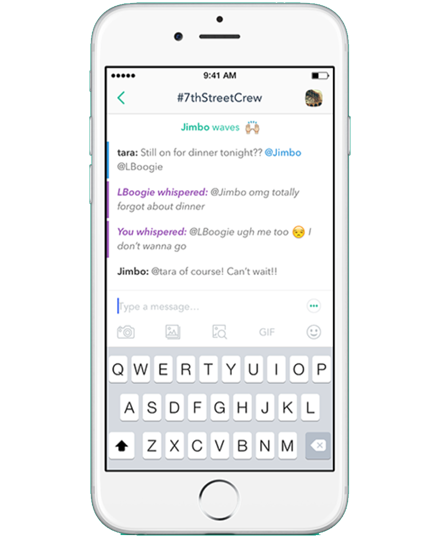 9:41 AM
#7thStreetCrew
Jimbo waves 🙌
tara: Still on for dinner tonight?? @Jimbo
@LBoogie
LBoogie whispered: @Jimbo omg totally
forgot about dinner
You whispered: @LBoogie ugh me too 😒 I
don't wanna go
Jimbo: @tara of course! Can't wait!!
Type a message...
GIF
Q W E R T Y U I O P
A S D F G H J K L
Z X C V B N M